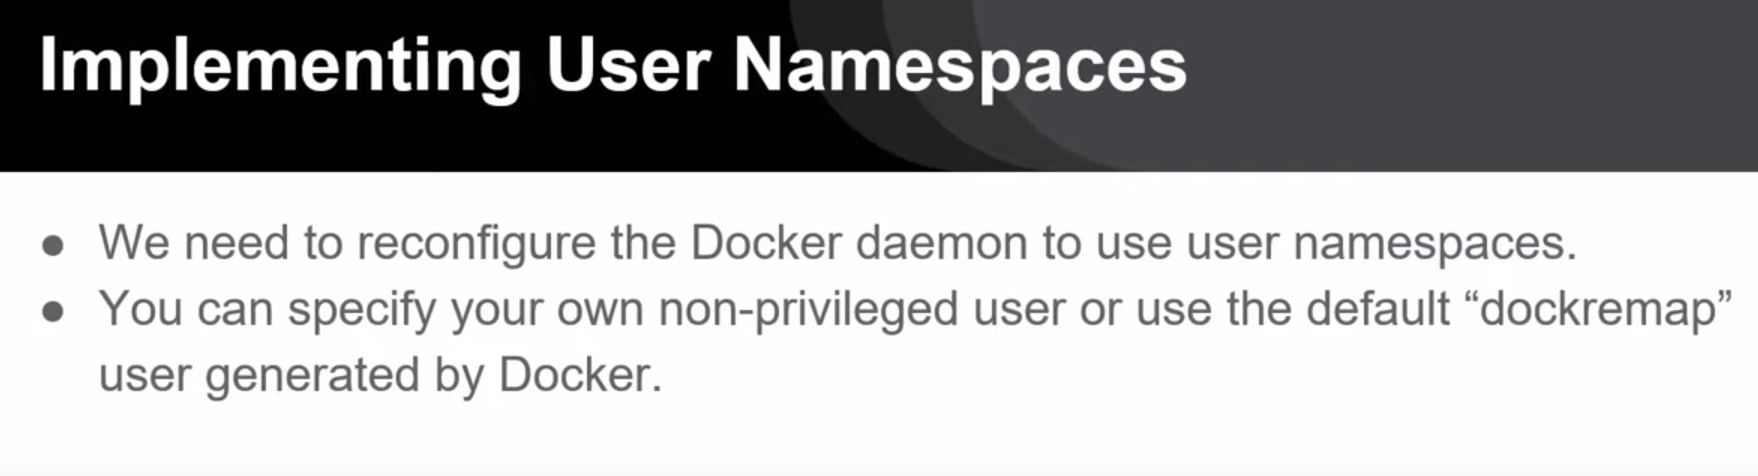 Implementing User Namespaces
● We need to reconfigure the Docker daemon to use user namespaces.
● You can specify your own non-privileged user or use the default “dockremap”
user generated by Docker.